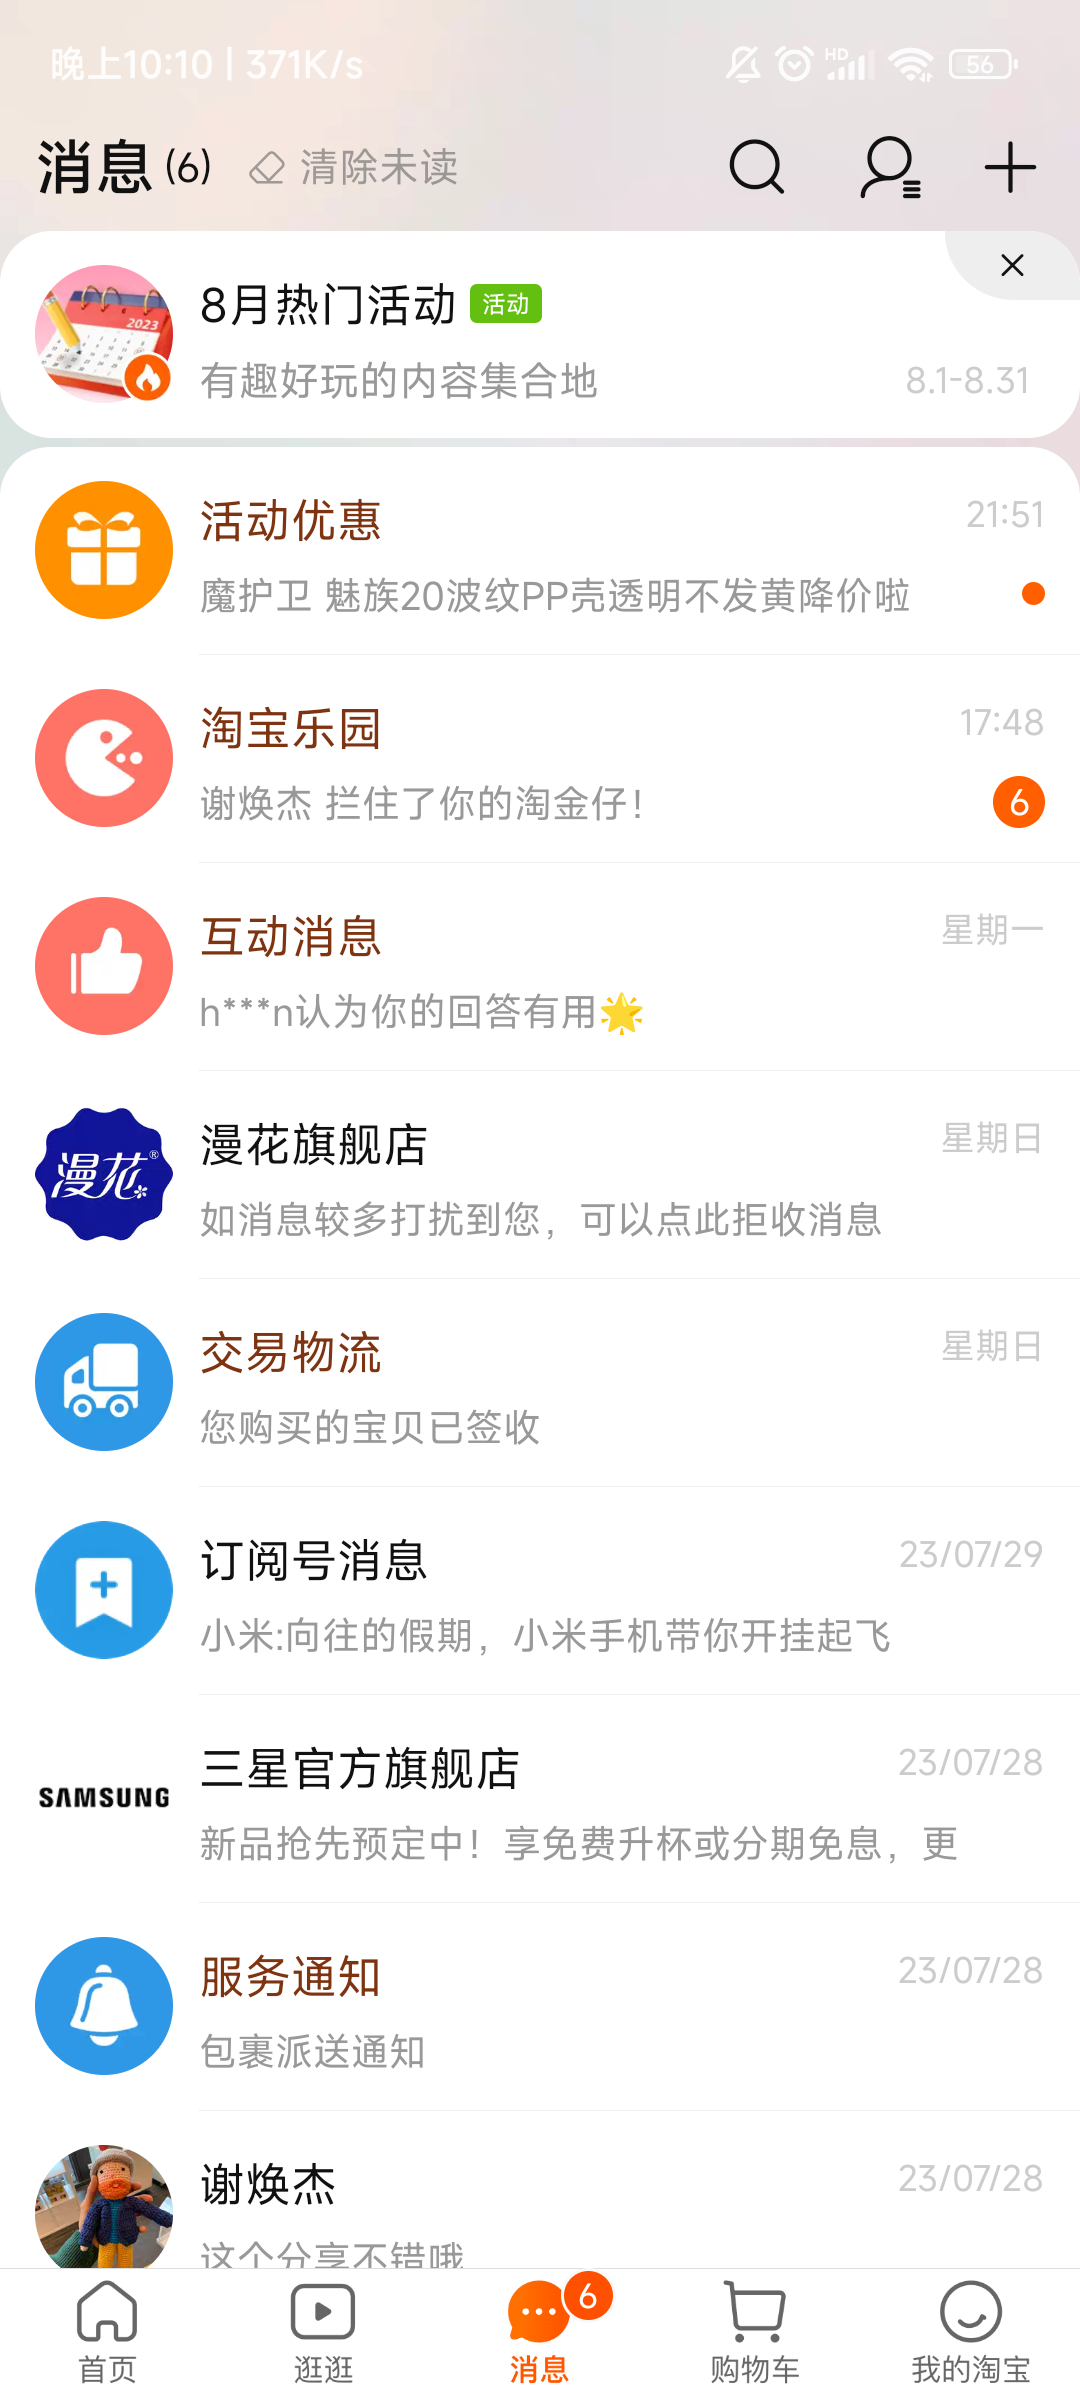 晚上10:10 | 371K/s
HD
56
消息(6) 清除未读
2023
8月热门活动 活动
有趣好玩的内容集合地 8.1-8.31
活动优惠 21:51
魔护卫 魅族20波纹PP壳透明不发黄降价啦
淘宝乐园 17:48
谢焕杰 拦住了你的淘金仔! 6
互动消息 星期一
h***n认为你的回答有用🌟
漫花®
漫花旗舰店 星期日
如消息较多打扰到您，可以点此拒收消息
交易物流 星期日
您购买的宝贝已签收
订阅号消息 23/07/29
小米:向往的假期，小米手机带你开挂起飞
SAMSUNG
三星官方旗舰店 23/07/28
新品抢先预定中！享免费升杯或分期免息，更
服务通知 23/07/28
包裹派送通知
谢焕杰 23/07/28
这个分享不错哦
6
首页 逛逛 消息 购物车 我的淘宝